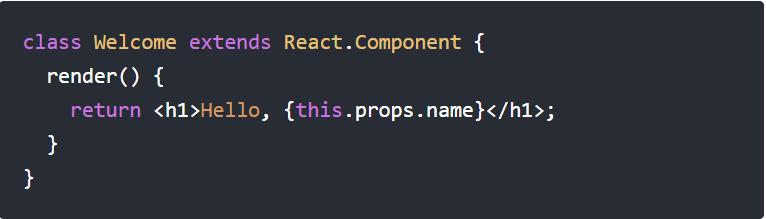 class Welcome extends React.Component {
  render() {
    return <h1>Hello, {this.props.name}</h1>;
  }
}